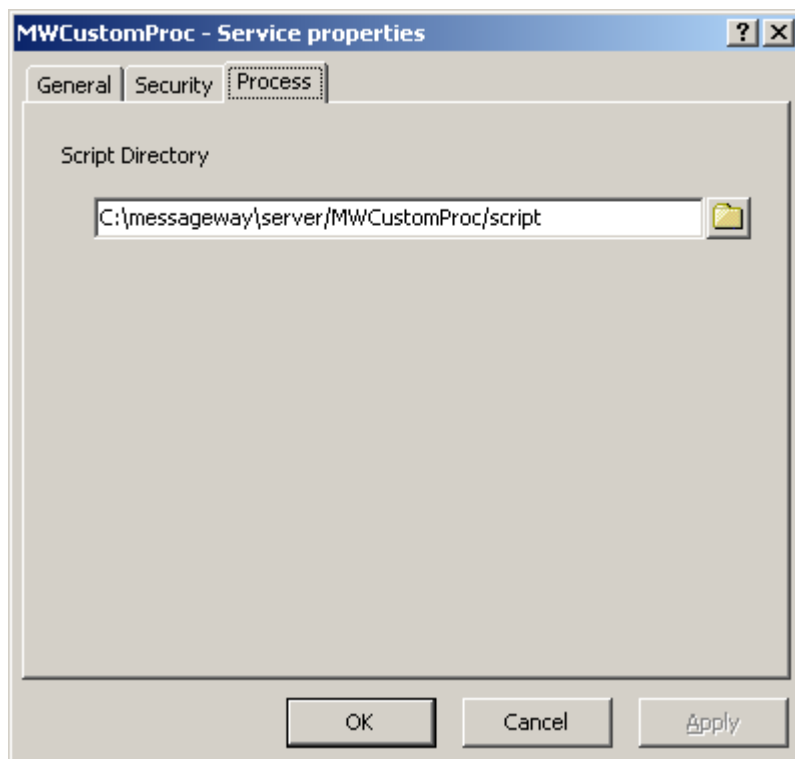 MWCustomProc - Service properties
General Security Process
Script Directory
C:\messageway\server/MWCustomProc/script
OK Cancel Apply